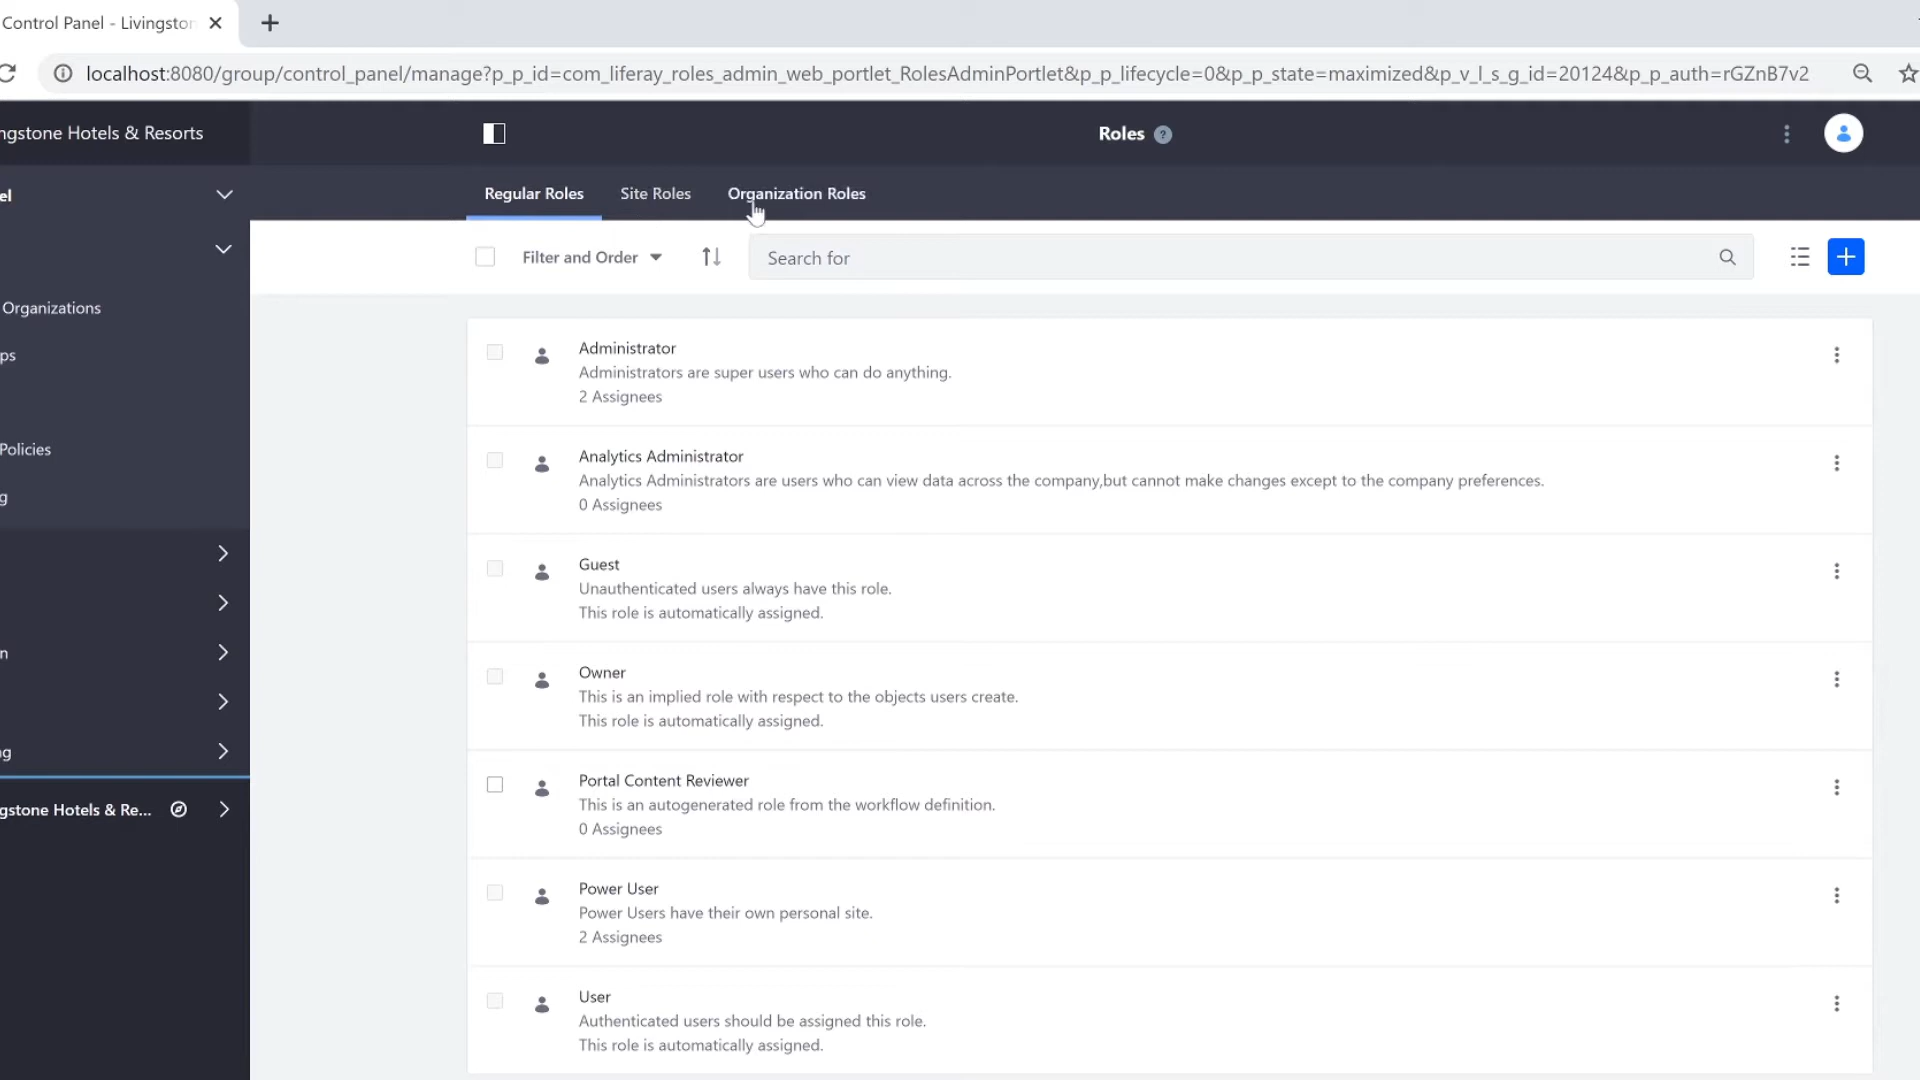 Control Panel - Livingston
localhost:8080/group/control_panel/manage?p_p_id=com_liferay_roles_admin_web_portlet_RolesAdminPortlet&p_p_lifecycle=0&p_p_state=maximized&p_v_l_s_g_id=20124&p_p_auth=rGZnB7v2
ngstone Hotels & Resorts
Roles ?
el
Regular Roles Site Roles Organization Roles
Filter and Order Search for
Organizations
ps
Policies
g
n
ng
gstone Hotels & Re...
Administrator
Administrators are super users who can do anything.
2 Assignees
Analytics Administrator
Analytics Administrators are users who can view data across the company,but cannot make changes except to the company preferences.
0 Assignees
Guest
Unauthenticated users always have this role.
This role is automatically assigned.
Owner
This is an implied role with respect to the objects users create.
This role is automatically assigned.
Portal Content Reviewer
This is an autogenerated role from the workflow definition.
0 Assignees
Power User
Power Users have their own personal site.
2 Assignees
User
Authenticated users should be assigned this role.
This role is automatically assigned.